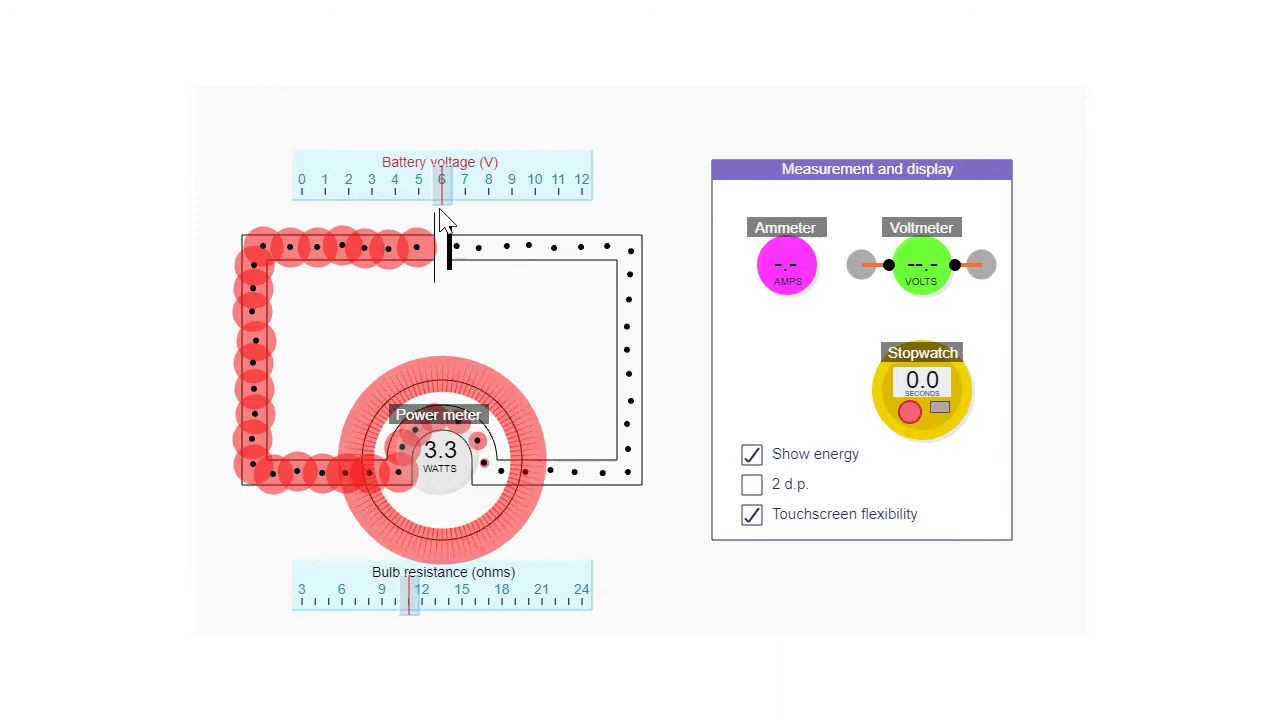 Battery voltage (V)
0 1 2 3 4 5 6 7 8 9 10 11 12
Measurement and display
Ammeter
-.-
AMPS
Voltmeter
--.-
VOLTS
Stopwatch
0.0
SECONDS
Power meter
3.3
WATTS
Show energy
2 d.p.
Touchscreen flexibility
Bulb resistance (ohms)
3 6 9 12 15 18 21 24